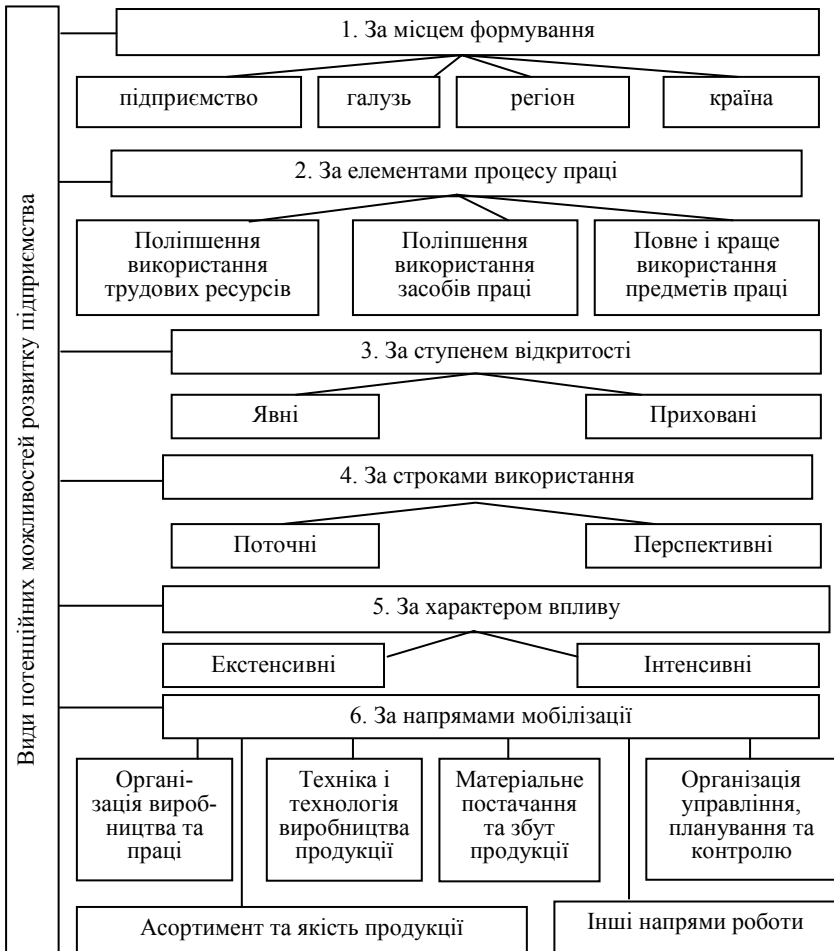 Види потенційних можливостей розвитку підприємства
1. За місцем формування
підприємство
галузь
регіон
країна
2. За елементами процесу праці
Поліпшення
використання
трудових ресурсів
Поліпшення
використання
засобів праці
Повне і краще
використання
предметів праці
3. За ступенем відкритості
Явні
Приховані
4. За строками використання
Поточні
Перспективні
5. За характером впливу
Екстенсивні
Інтенсивні
6. За напрямами мобілізації
Органі-
зація вироб-
ництва та
праці
Техніка і
технологія
виробництва
продукції
Матеріальне
постачання
та збут
продукції
Організація
управління,
планування та
контролю
Асортимент та якість продукції
Інші напрями роботи